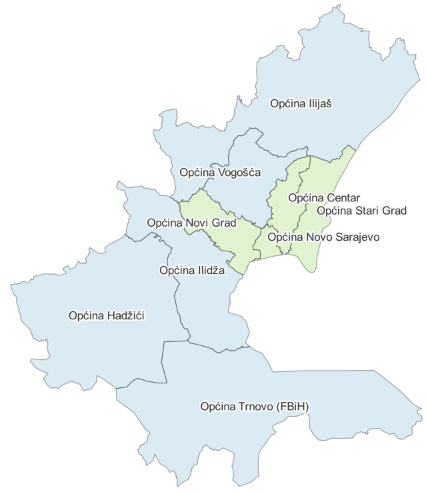 Općina Ilijaš
Općina Vogošća
Općina Centar
Općina Stari Grad
Općina Novi Grad
Općina Novo Sarajevo
Općina Ilidža
Općina Hadžići
Općina Trnovo (FBiH)